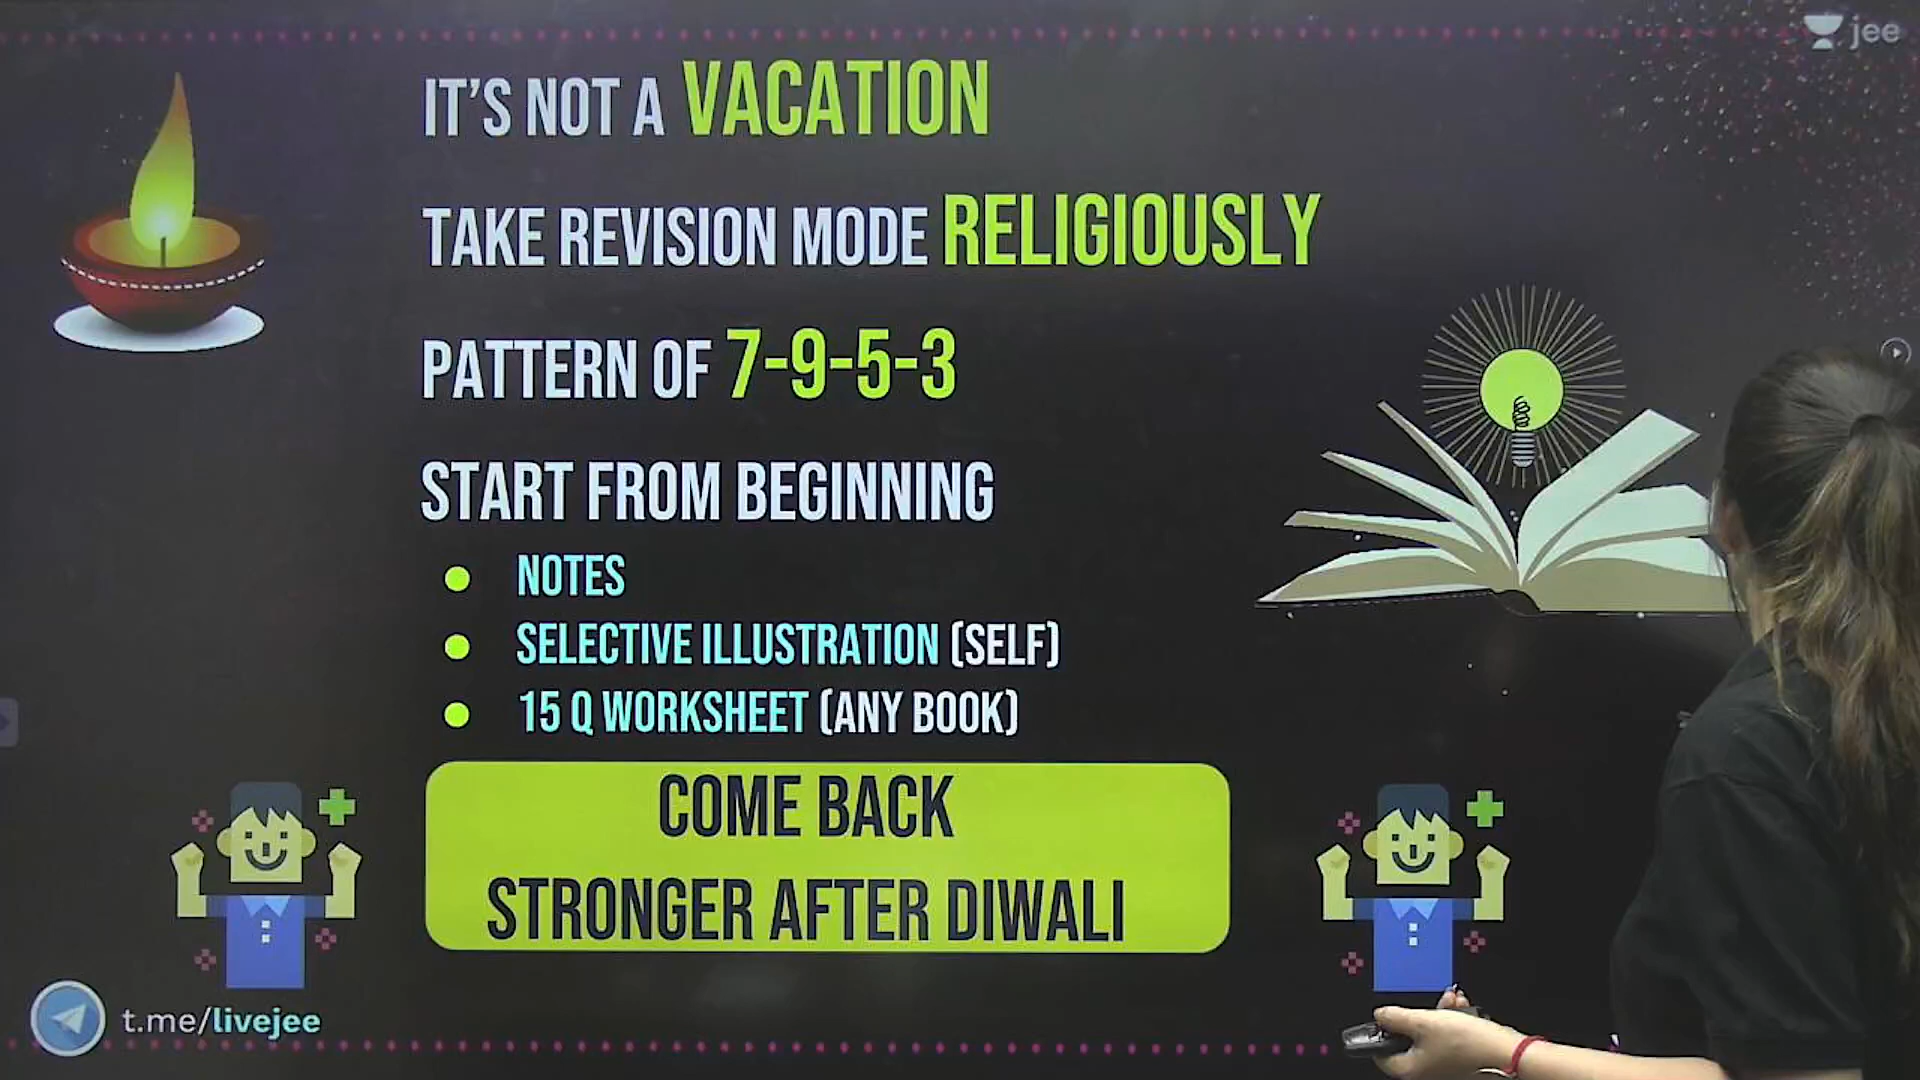 jee
IT'S NOT A VACATION
TAKE REVISION MODE RELIGIOUSLY
PATTERN OF 7-9-5-3
START FROM BEGINNING
● NOTES
● SELECTIVE ILLUSTRATION (SELF)
● 15 Q WORKSHEET (ANY BOOK)
COME BACK
STRONGER AFTER DIWALI
t.me/livejee